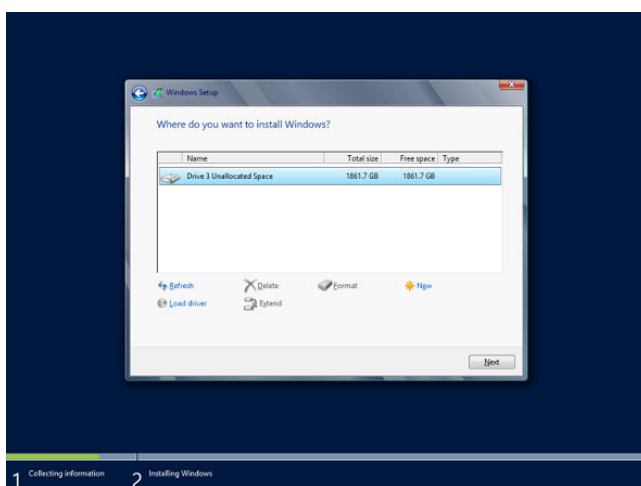 Windows Setup
Where do you want to install Windows?
Name Total size Free space Type
Drive 3 Unallocated Space 1861.7 GB 1861.7 GB
Refresh Delete Format New
Load driver Extend
Next
1 Collecting information 2 Installing Windows